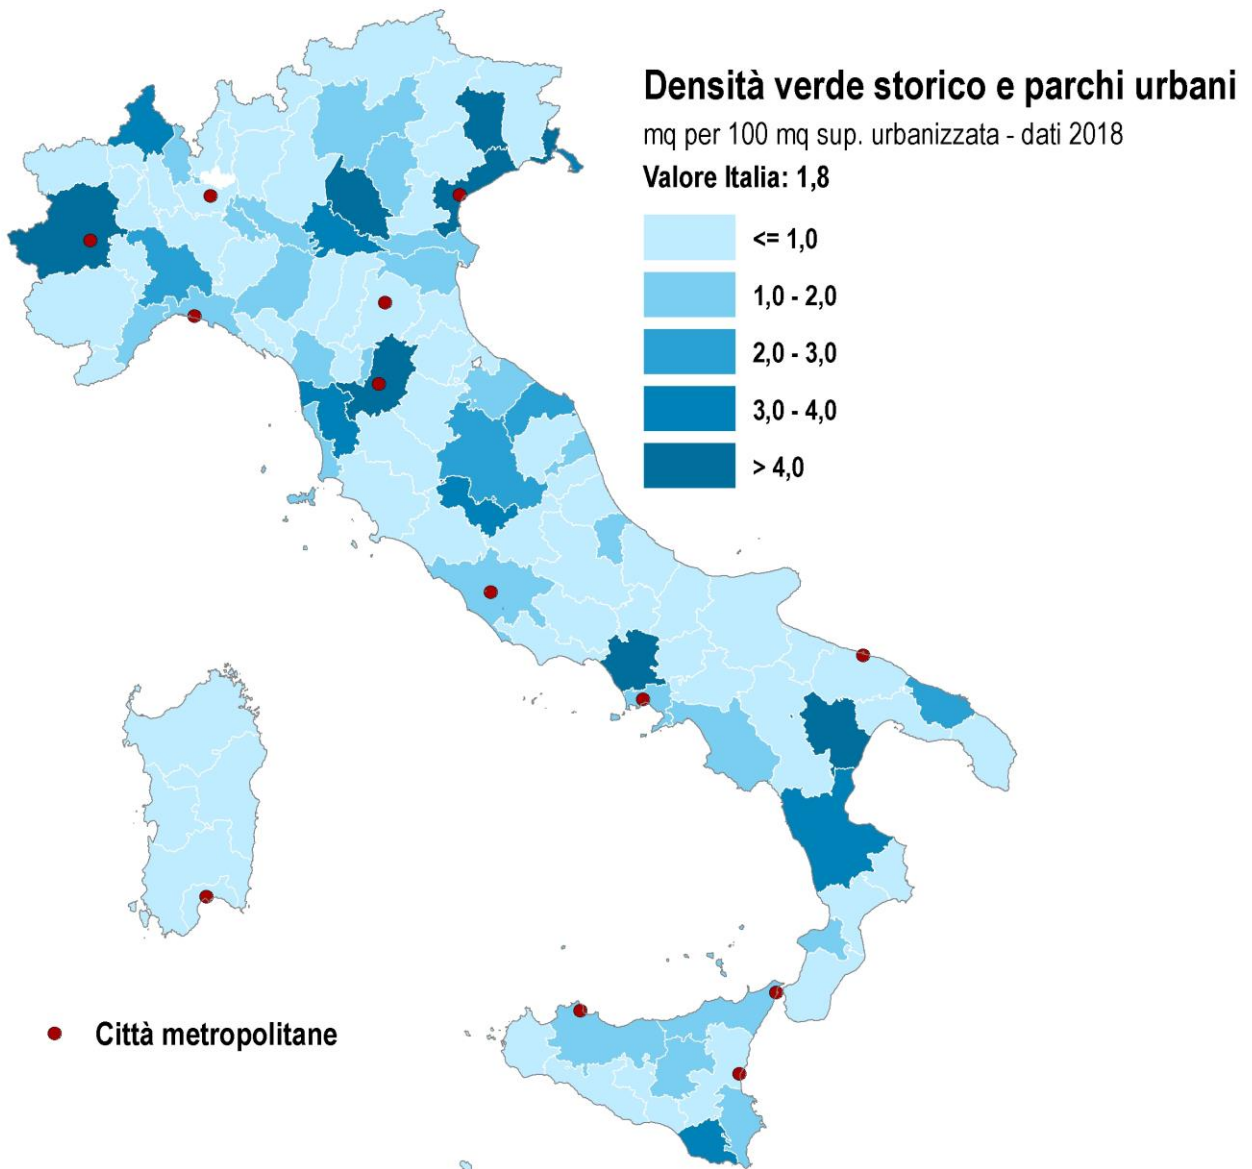 Densità verde storico e parchi urbani
mq per 100 mq sup. urbanizzata - dati 2018
Valore Italia: 1,8
<= 1,0
1,0 - 2,0
2,0 - 3,0
3,0 - 4,0
> 4,0
Città metropolitane